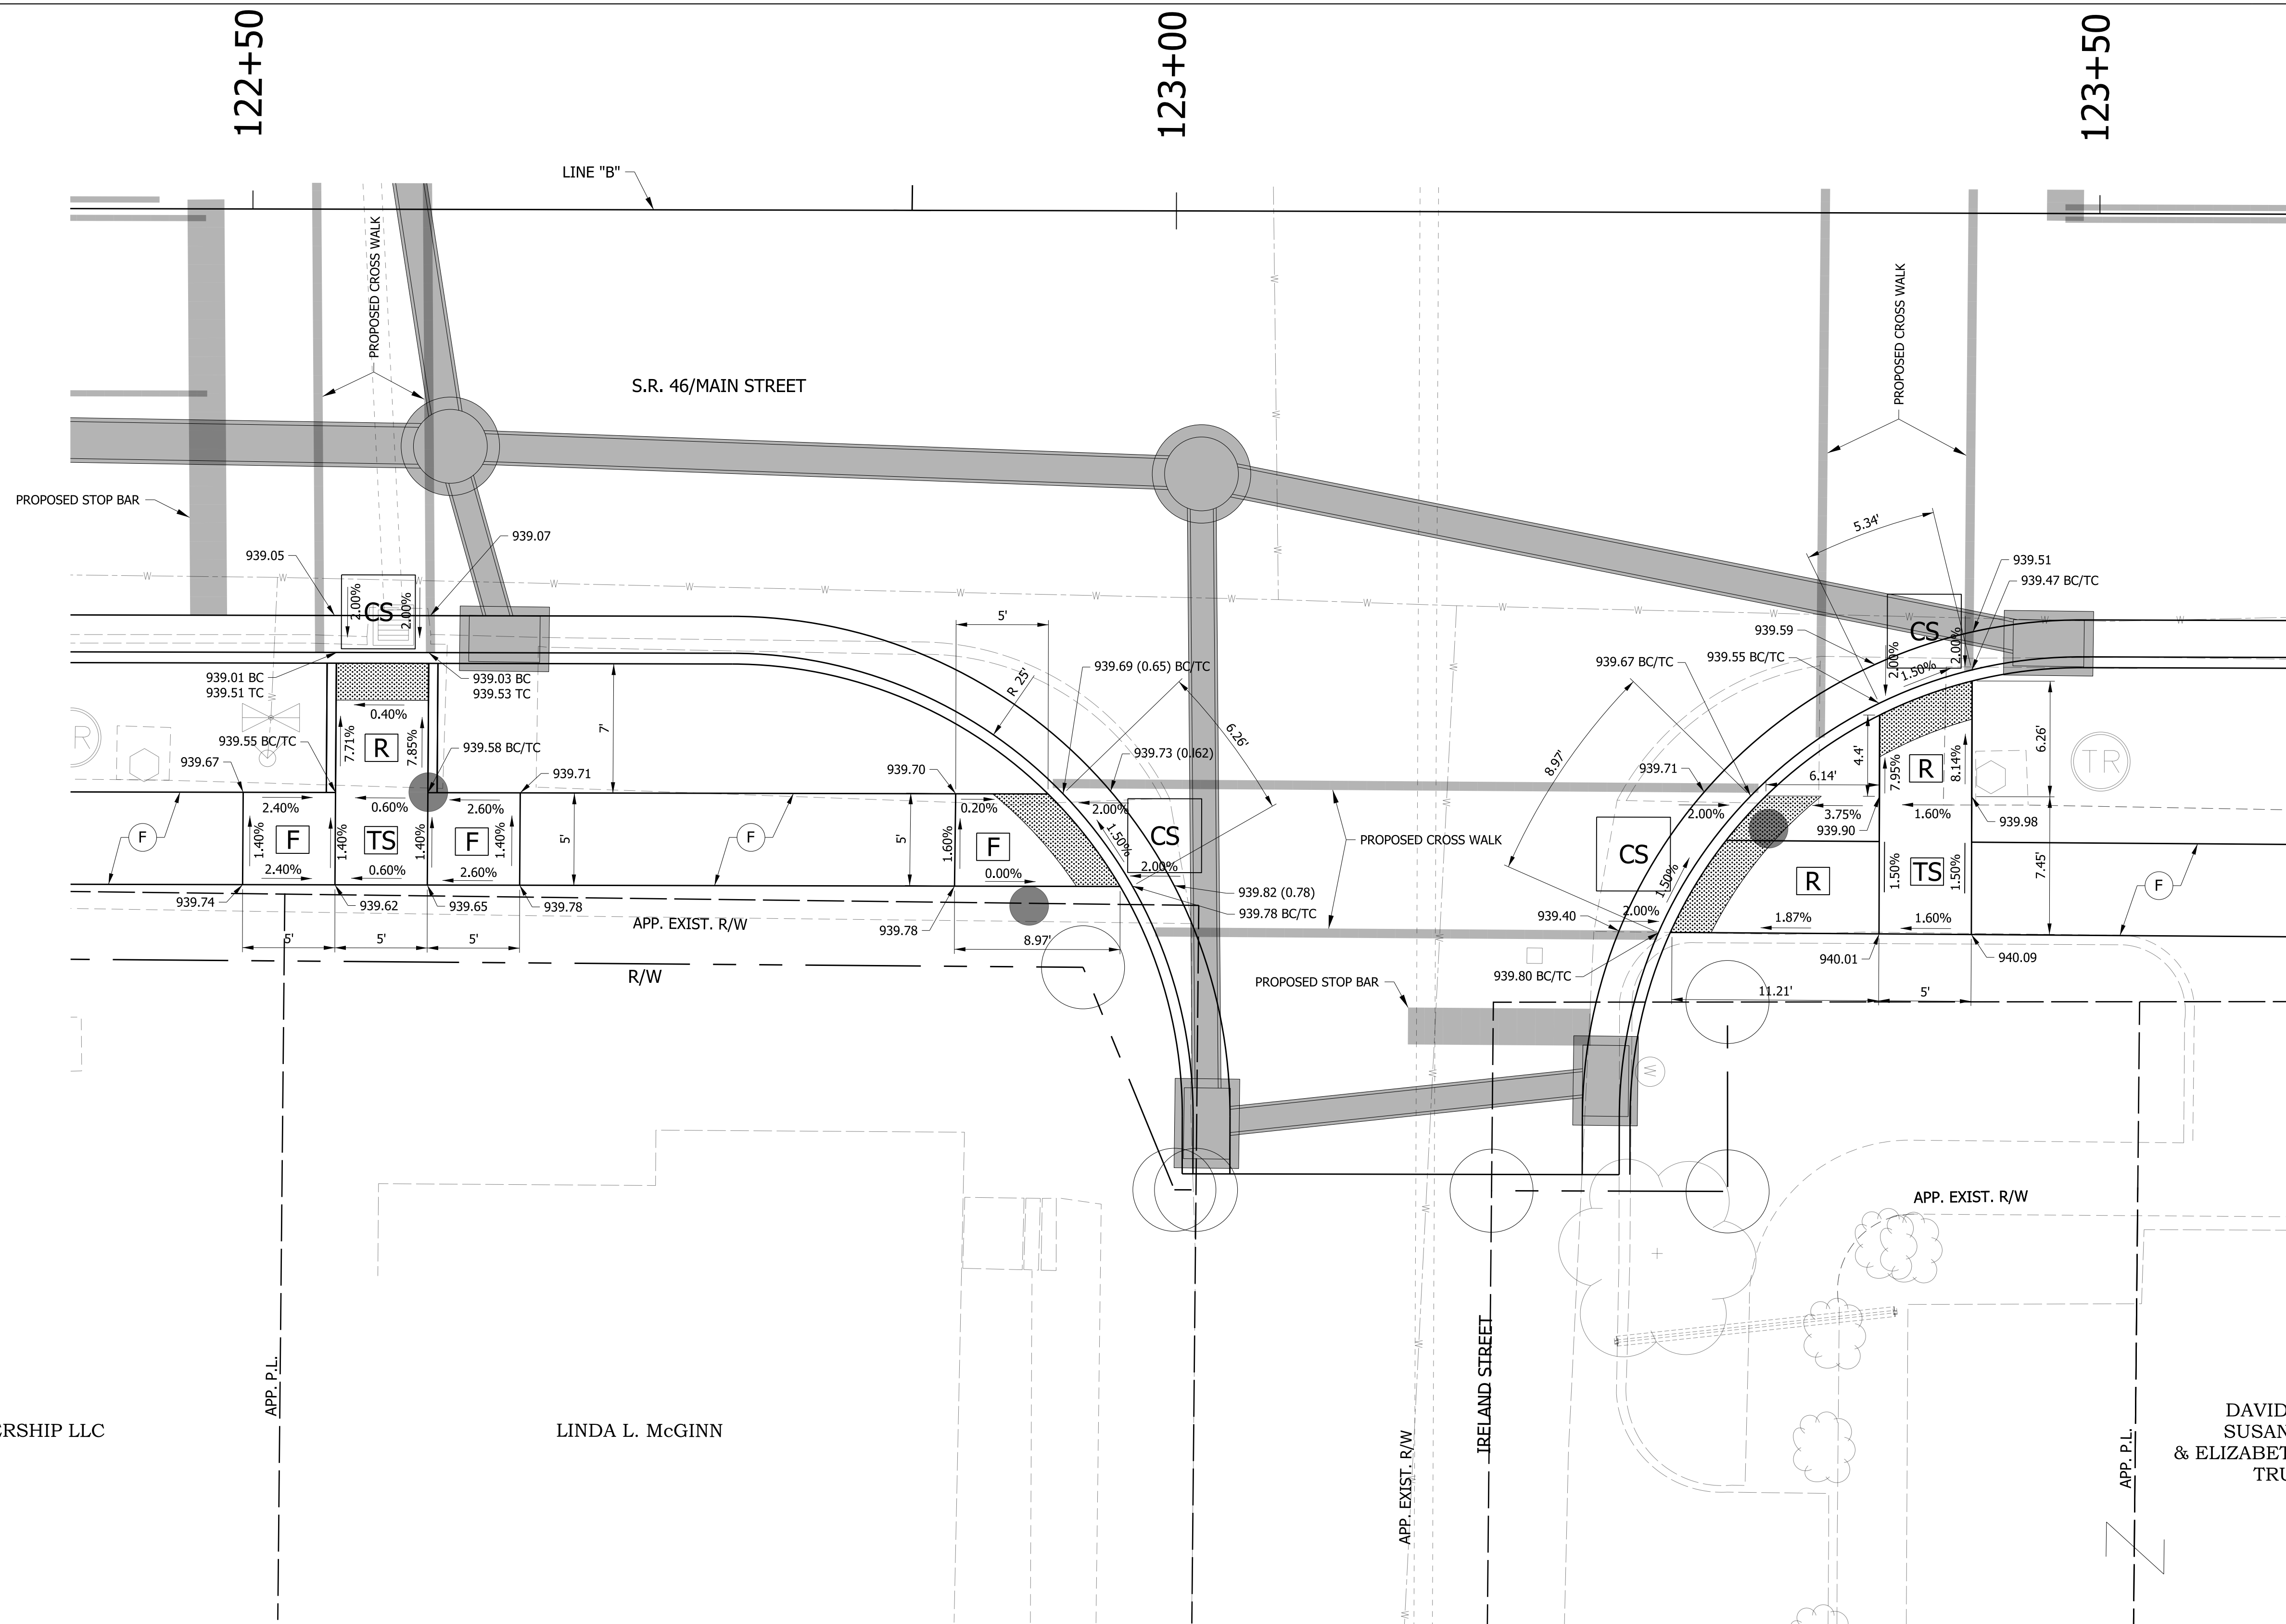 122+50
123+00
123+50
LINE "B"
PROPOSED CROSS WALK
PROPOSED CROSS WALK
S.R. 46/MAIN STREET
PROPOSED STOP BAR
939.05
939.07
2.00%
CS
2.00%
939.01 BC
939.51 TC
939.03 BC
939.53 TC
0.40%
7.71%
R
7.85%
939.55 BC/TC
939.58 BC/TC
939.67
939.71
2.40%
0.60%
2.60%
F
1.40%
F
1.40%
TS
1.40%
F
1.40%
2.40%
0.60%
2.60%
939.74
939.62
939.65
939.78
5'
5'
5'
7'
5'
F
APP. EXIST. R/W
R/W
5'
R 25'
939.69 (0.65) BC/TC
6.26'
939.73 (0.l62)
939.70
0.20%
5'
1.60%
F
0.00%
2.00%
1.50%
CS
2.00%
939.82 (0.78)
939.78 BC/TC
939.78
8.97'
PROPOSED CROSS WALK
PROPOSED STOP BAR
5.34'
939.51
939.47 BC/TC
939.59
939.55 BC/TC
939.67 BC/TC
CS
2.00%
2.00%
1.50%
8.97'
939.71
6.14'
4.4'
7.95%
R
8.14%
6.26'
TR
2.00%
3.75%
939.90
1.60%
939.98
CS
1.50%
R
1.50%
TS
1.50%
7.45'
F
2.00%
939.40
1.87%
1.60%
939.80 BC/TC
940.01
940.09
11.21'
5'
W
R
APP. EXIST. R/W
APP. P.L.
IRELAND STREET
APP. EXIST. R/W
APP. P.L.
ERSHIP LLC
LINDA L. McGINN
DAVID
SUSAN
& ELIZABET
TRU